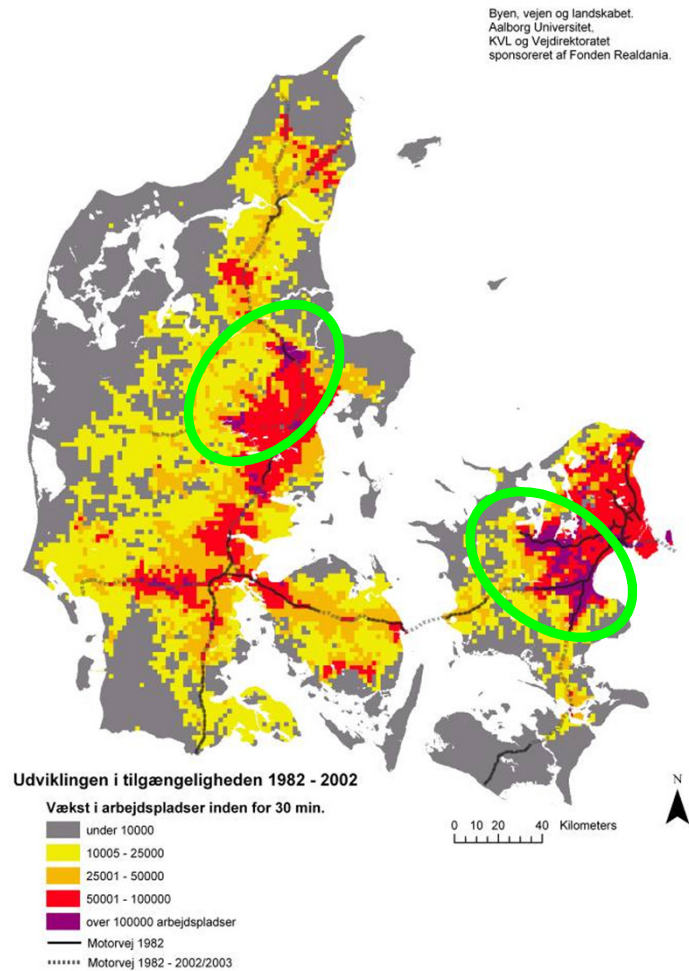 Byen, vejen og landskabet.
Aalborg Universitet,
KVL og Vejdirektoratet
sponsoreret af Fonden Realdania.
Udviklingen i tilgængeligheden 1982 - 2002
Vækst i arbejdspladser inden for 30 min.
under 10000
10005 - 25000
25001 - 50000
50001 - 100000
over 100000 arbejdspladser
Motorvej 1982
Motorvej 1982 - 2002/2003
0 10 20 40 Kilometers
N